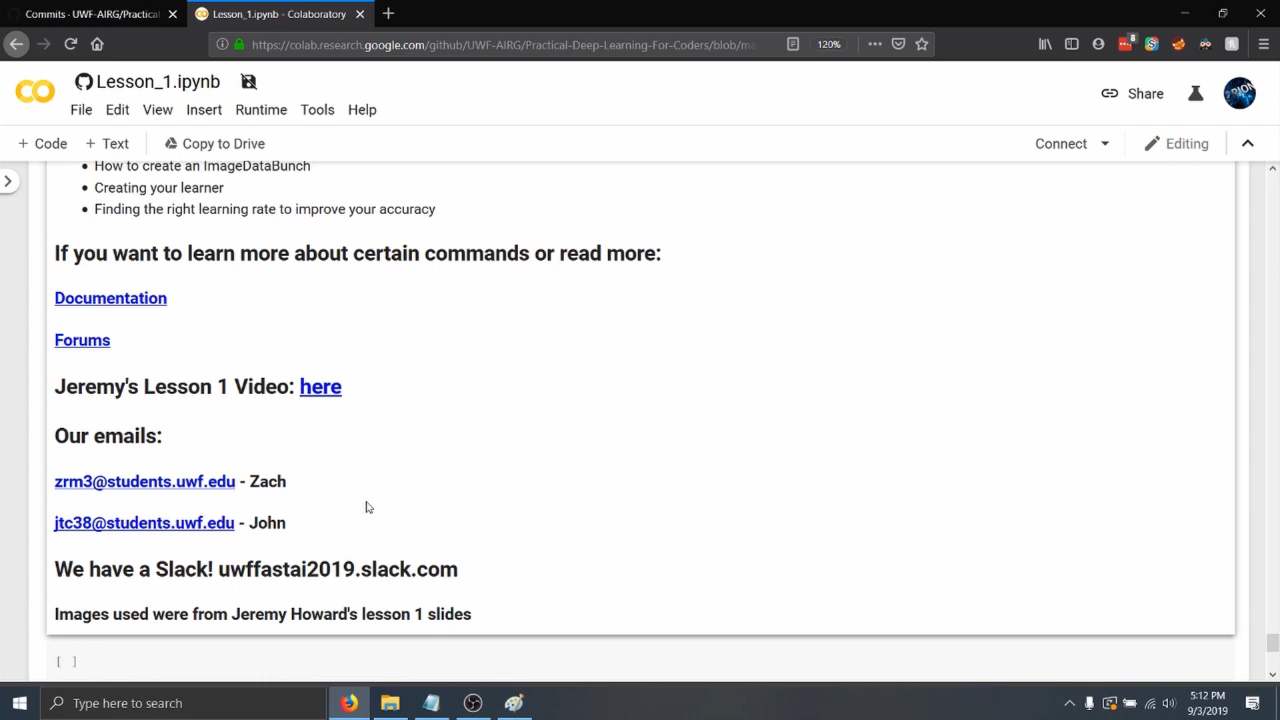 Commits · UWF-AIRG/Practical
Lesson_1.ipynb - Colaboratory
https://colab.research.google.com/github/UWF-AIRG/Practical-Deep-Learning-For-Coders/blob/ma
120%
8
CO
Lesson_1.ipynb
Share
File Edit View Insert Runtime Tools Help
+ Code + Text Copy to Drive
Connect
Editing
• How to create an ImageDataBunch
• Creating your learner
• Finding the right learning rate to improve your accuracy
If you want to learn more about certain commands or read more:
Documentation
Forums
Jeremy's Lesson 1 Video: here
Our emails:
zrm3@students.uwf.edu - Zach
jtc38@students.uwf.edu - John
We have a Slack! uwffastai2019.slack.com
Images used were from Jeremy Howard's lesson 1 slides
[ ]
Type here to search
5:12 PM
9/3/2019